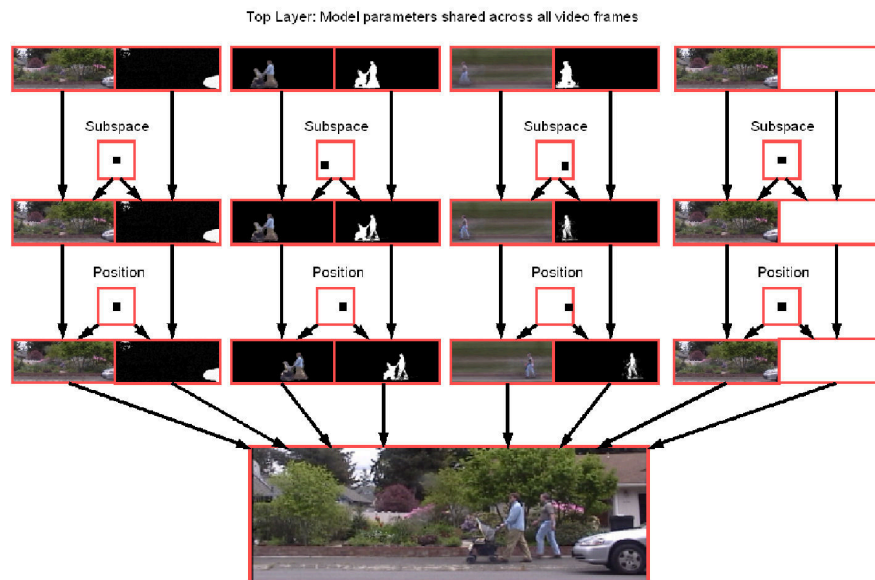 Top Layer: Model parameters shared across all video frames
Subspace Subspace Subspace Subspace
Position Position Position Position